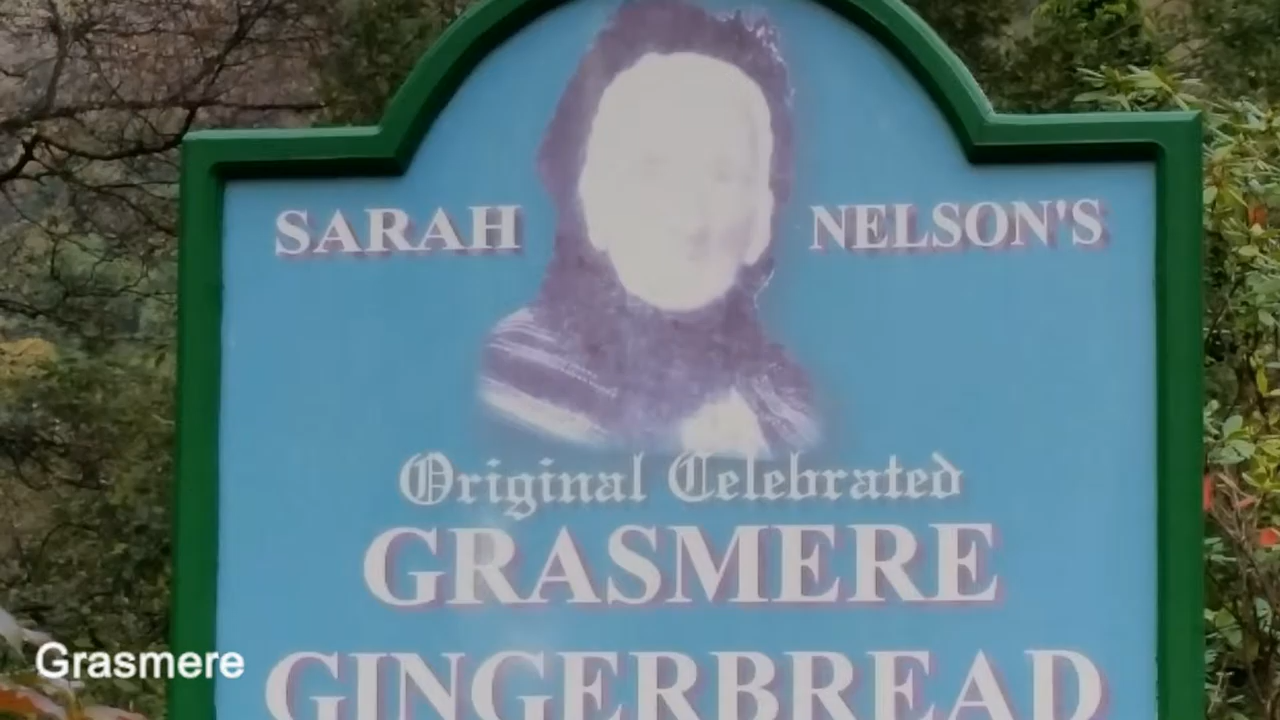 SARAH NELSON'S
Original Celebrated
GRASMERE
GINGERBREAD
Grasmere